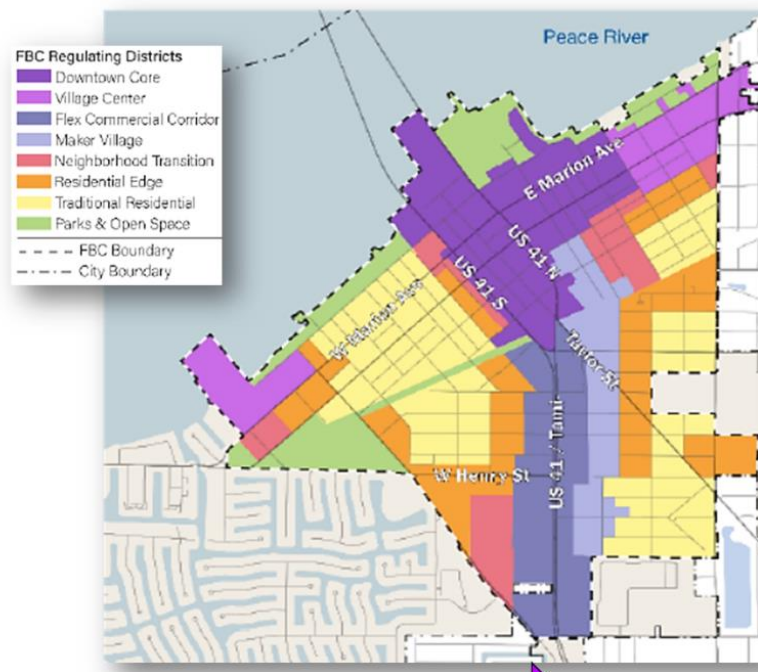 Peace River
FBC Regulating Districts
Downtown Core
Village Center
Flex Commercial Corridor
Maker Village
Neighborhood Transition
Residential Edge
Traditional Residential
Parks & Open Space
FBC Boundary
City Boundary
E Marion Ave
US 41 N
US 41 S
W Marion Ave
Taylor St
W Henry St
US 41 / Tami-